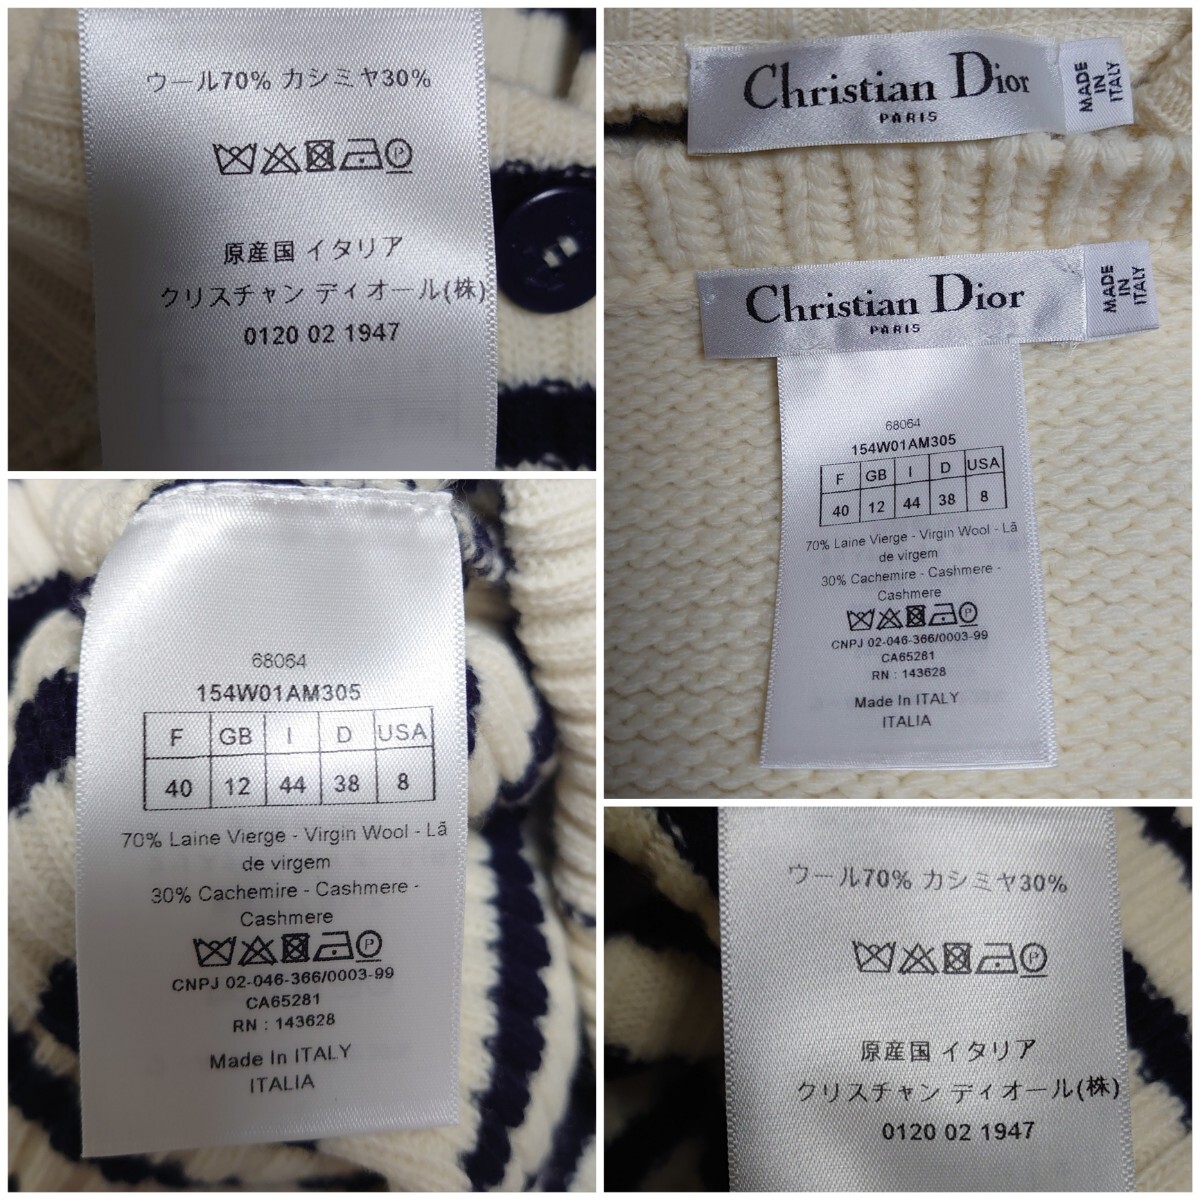 ウール70% カシミヤ30%
原産国 イタリア
クリスチャン ディオール(株)
0120 02 1947
Christian Dior
PARIS
MADE
IN
ITALY
Christian Dior
PARIS
MADE
IN
ITALY
68064
154W01AM305
F GB I D USA
40 12 44 38 8
70% Laine Vierge - Virgin Wool - Lã
de virgem
30% Cachemire - Cashmere -
Cashmere
P
CNPJ 02-046-366/0003-99
CA65281
RN : 143628
Made In ITALY
ITALIA
68064
154W01AM305
F GB I D USA
40 12 44 38 8
70% Laine Vierge - Virgin Wool - Lã
de virgem
30% Cachemire - Cashmere -
Cashmere
P
CNPJ 02-046-366/0003-99
CA65281
RN : 143628
Made In ITALY
ITALIA
ウール70% カシミヤ30%
P
原産国 イタリア
クリスチャン ディオール(株)
0120 02 1947